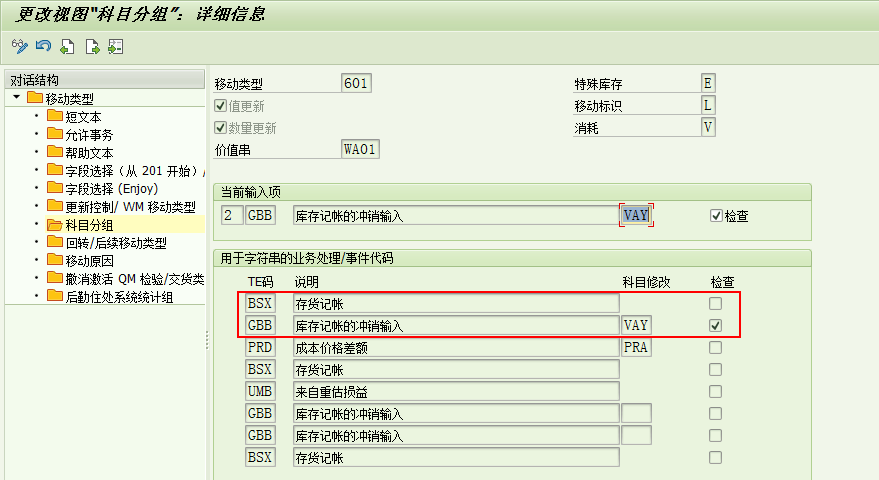 更改视图"科目分组": 详细信息
对话结构
移动类型
短文本
允许事务
帮助文本
字段选择（从 201 开始）/
字段选择 (Enjoy)
更新控制/ WM 移动类型
科目分组
回转/后续移动类型
移动原因
撤消激活 QM 检验/交货类
后勤住处系统统计组
移动类型 601 特殊库存 E
值更新 移动标识 L
数量更新 消耗 V
价值串 WA01
当前输入项
2 GBB 库存记帐的冲销输入 VAY 检查
用于字符串的业务处理/事件代码
TE码 说明 科目修改 检查
BSX 存货记帐
GBB 库存记帐的冲销输入 VAY
PRD 成本价格差额 PRA
BSX 存货记帐
UMB 来自重估损益
GBB 库存记帐的冲销输入
GBB 库存记帐的冲销输入
BSX 存货记帐